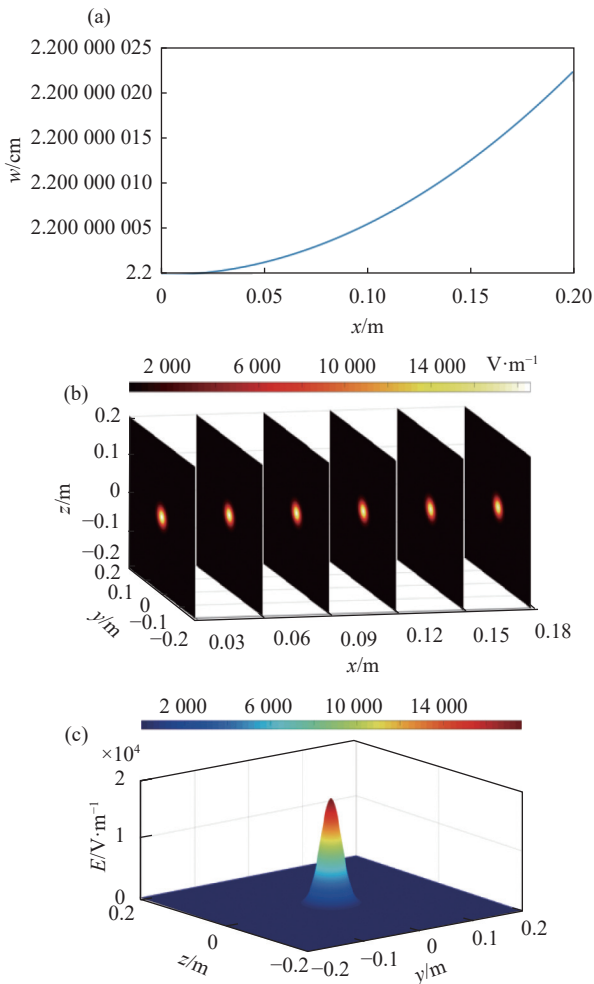 (a)
2.200 000 025
2.200 000 020
2.200 000 015
2.200 000 010
2.200 000 005
2.2
w/cm
0 0.05 0.10 0.15 0.20
x/m
2 000 6 000 10 000 14 000 V·m⁻¹
(b)
0.2
0.1
0
−0.1
−0.2
z/m
0.2
0.1
0
−0.1
−0.2
y/m
0.03 0.06 0.09 0.12 0.15 0.18
x/m
2 000 6 000 10 000 14 000
(c)
×10⁴
2
1
0
E/V·m⁻¹
0.2
0
−0.2
z/m
−0.2
−0.1
0
0.1
0.2
y/m